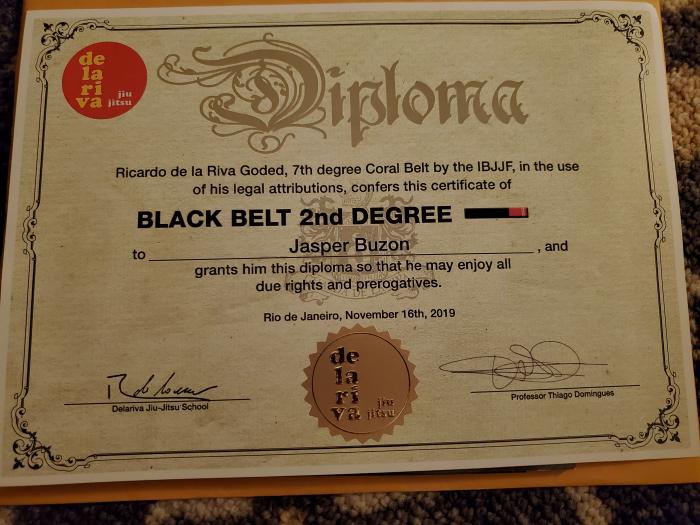 de
la
ri
va
jiu
jitsu
Diploma
Ricardo de la Riva Goded, 7th degree Coral Belt by the IBJJF, in the use
of his legal attributions, confers this certificate of
BLACK BELT 2nd DEGREE
to Jasper Buzon , and
grants him this diploma so that he may enjoy all
due rights and prerogatives.
Rio de Janeiro, November 16th, 2019
de
la
ri
va
jiu
jitsu
Delariva Jiu-Jitsu School
Professor Thiago Domingues